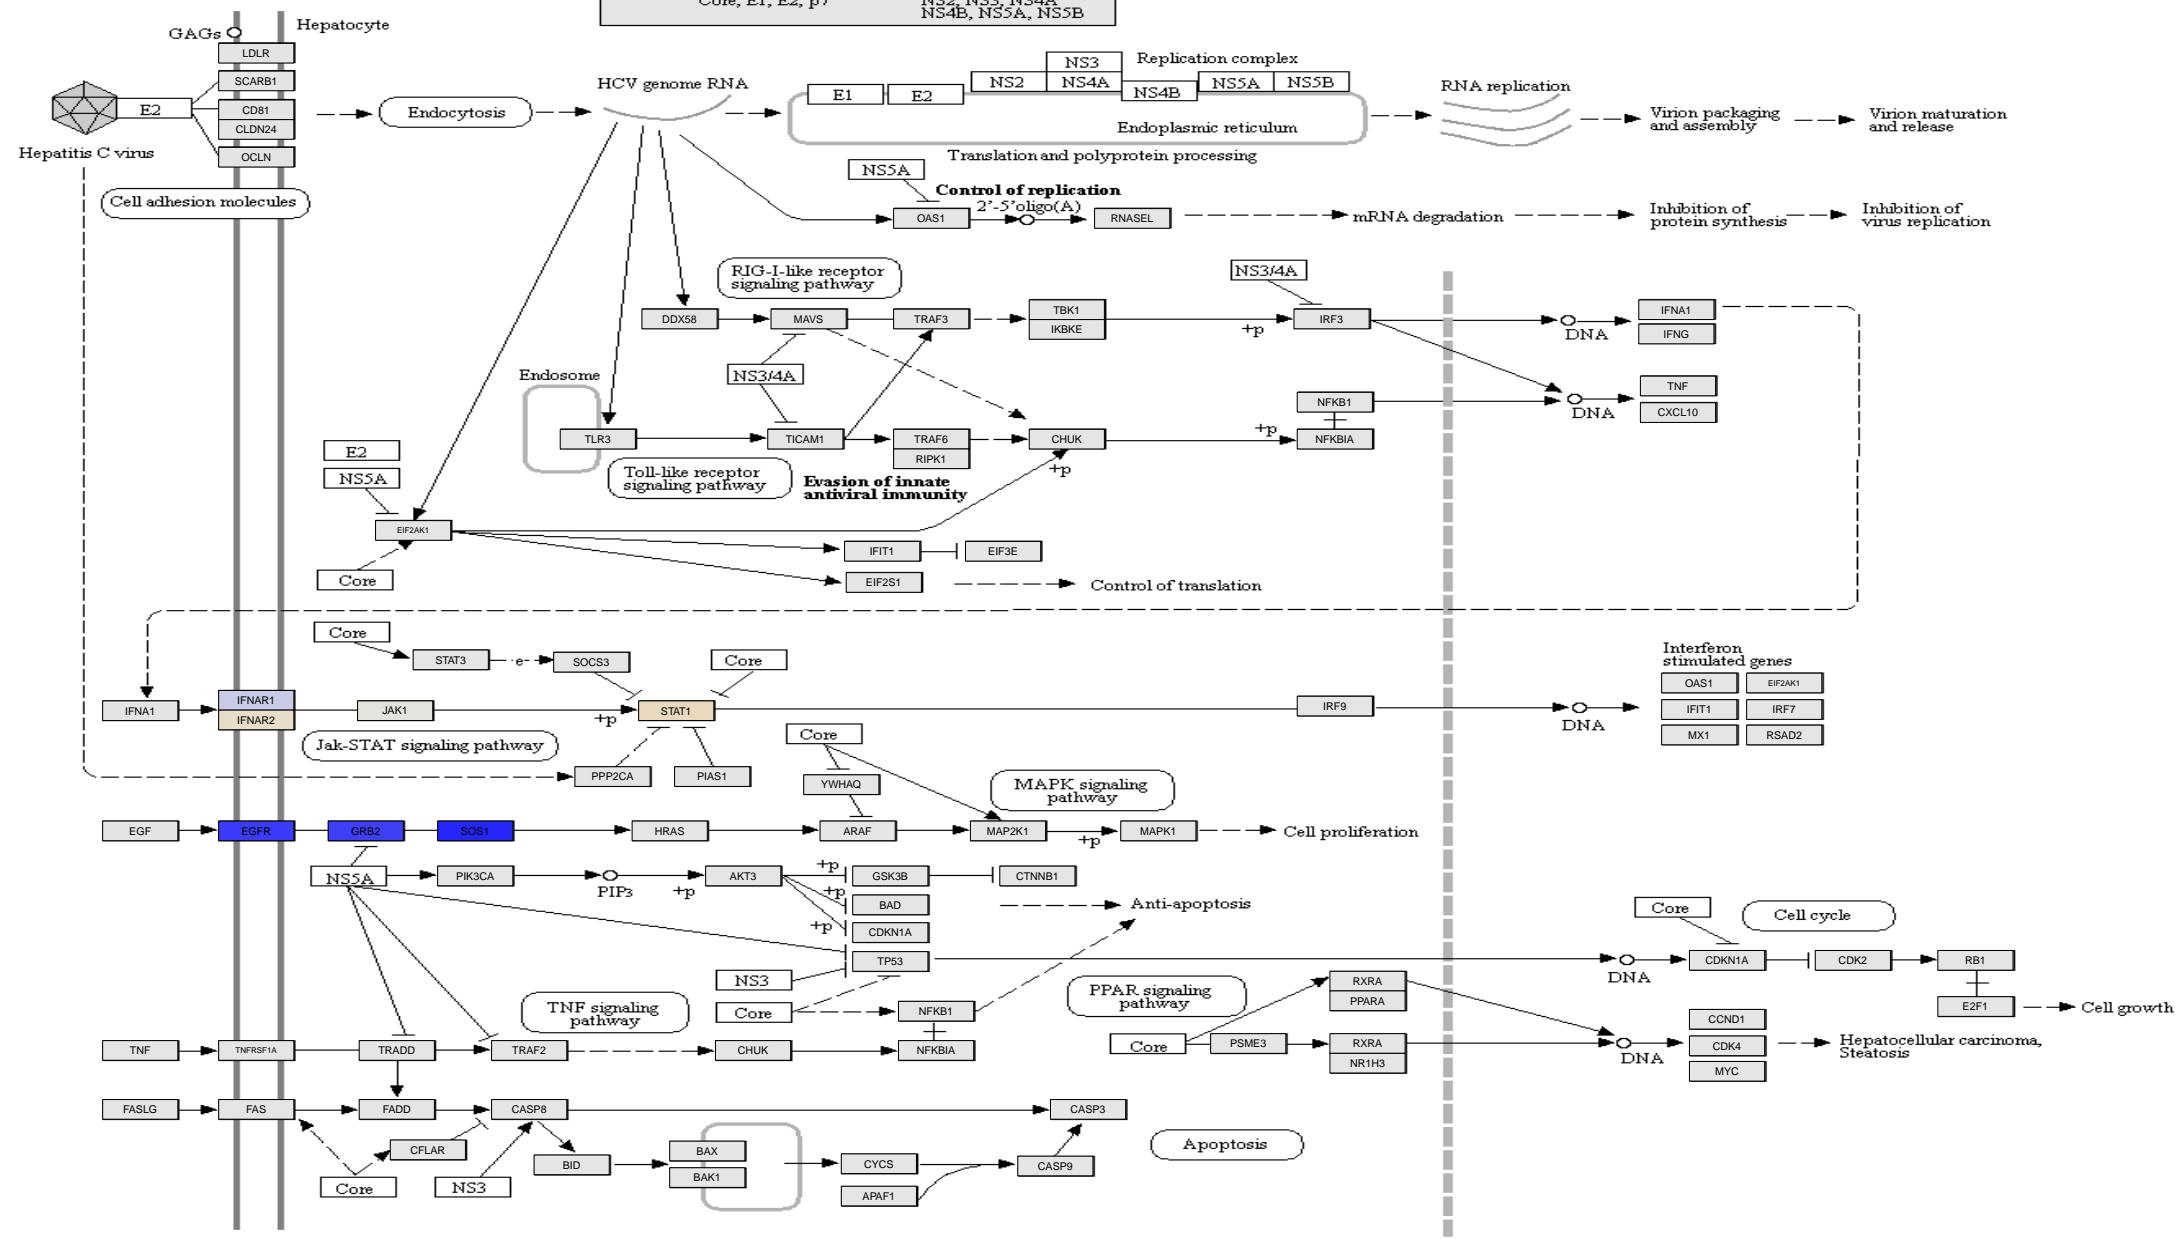 Core, E1, E2, p7
NS2, NS3, NS4A
NS4B, NS5A, NS5B
GAGs
Hepatocyte
LDLR
SCARB1
CD81
CLDN24
OCLN
E2
Hepatitis C virus
Cell adhesion molecules
Endocytosis
HCV genome RNA
E1
E2
NS2
NS3
NS4A
NS4B
NS5A
NS5B
Replication complex
Endoplasmic reticulum
Translation and polyprotein processing
RNA replication
Virion packaging
and assembly
Virion maturation
and release
NS5A
Control of replication
2'-5'oligo(A)
OAS1
RNASEL
mRNA degradation
Inhibition of
protein synthesis
Inhibition of
virus replication
RIG-I-like receptor
signaling pathway
NS3/4A
DDX58
MAVS
TRAF3
TBK1
IKBKE
+p
IRF3
DNA
IFNA1
IFNG
NS3/4A
Endosome
TNF
CXCL10
DNA
NFKB1
TLR3
TICAM1
TRAF6
RIPK1
CHUK
+p
NFKBIA
+p
Toll-like receptor
signaling pathway
Evasion of innate
antiviral immunity
E2
NS5A
EIF2AK1
Core
IFIT1
EIF3E
EIF2S1
Control of translation
Core
STAT3
e
SOCS3
Core
Interferon
stimulated genes
OAS1
EIF2AK1
IFIT1
IRF7
MX1
RSAD2
IFNA1
IFNAR1
IFNAR2
JAK1
+p
STAT1
IRF9
DNA
Jak-STAT signaling pathway
PPP2CA
PIAS1
Core
YWHAQ
MAPK signaling
pathway
EGF
EGFR
GRB2
SOS1
HRAS
ARAF
MAP2K1
+p
MAPK1
Cell proliferation
NS5A
PIK3CA
PIP3
+p
AKT3
+p
+p
+p
GSK3B
CTNNB1
BAD
CDKN1A
TP53
Anti-apoptosis
NS3
Core
NFKB1
Core
Cell cycle
DNA
CDKN1A
CDK2
RB1
E2F1
Cell growth
TNF signaling
pathway
PPAR signaling
pathway
RXRA
PPARA
Core
PSME3
RXRA
NR1H3
DNA
CCND1
CDK4
MYC
Hepatocellular carcinoma,
Steatosis
TNF
TNFRSF1A
TRADD
TRAF2
CHUK
NFKBIA
FASLG
FAS
FADD
CASP8
CASP3
CFLAR
Core
NS3
BID
BAX
BAK1
CYCS
APAF1
CASP9
Apoptosis